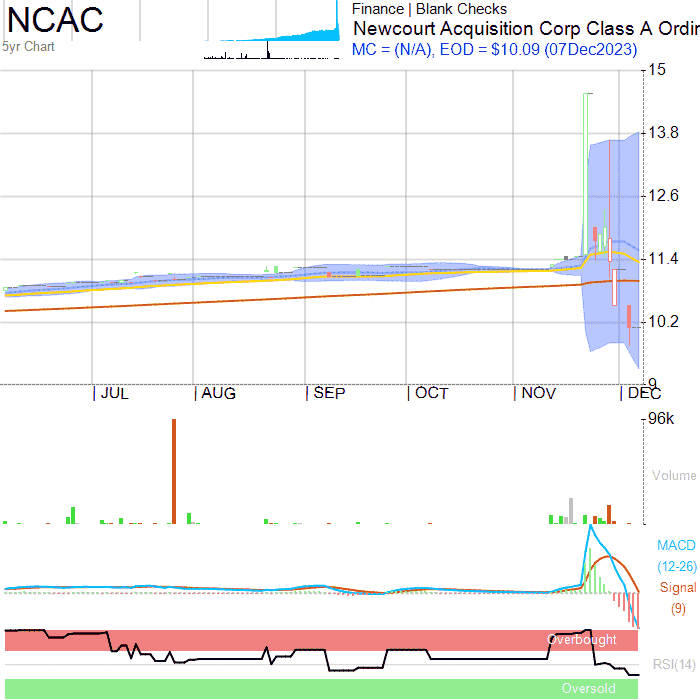 NCAC
5yr Chart
Finance | Blank Checks
Newcourt Acquisition Corp Class A Ordin
MC = (N/A), EOD = $10.09 (07Dec2023)
15
13.8
12.6
11.4
10.2
9
JUL AUG SEP OCT NOV DEC
96k
Volume
MACD
(12-26)
Signal
(9)
Overbought
RSI(14)
Oversold